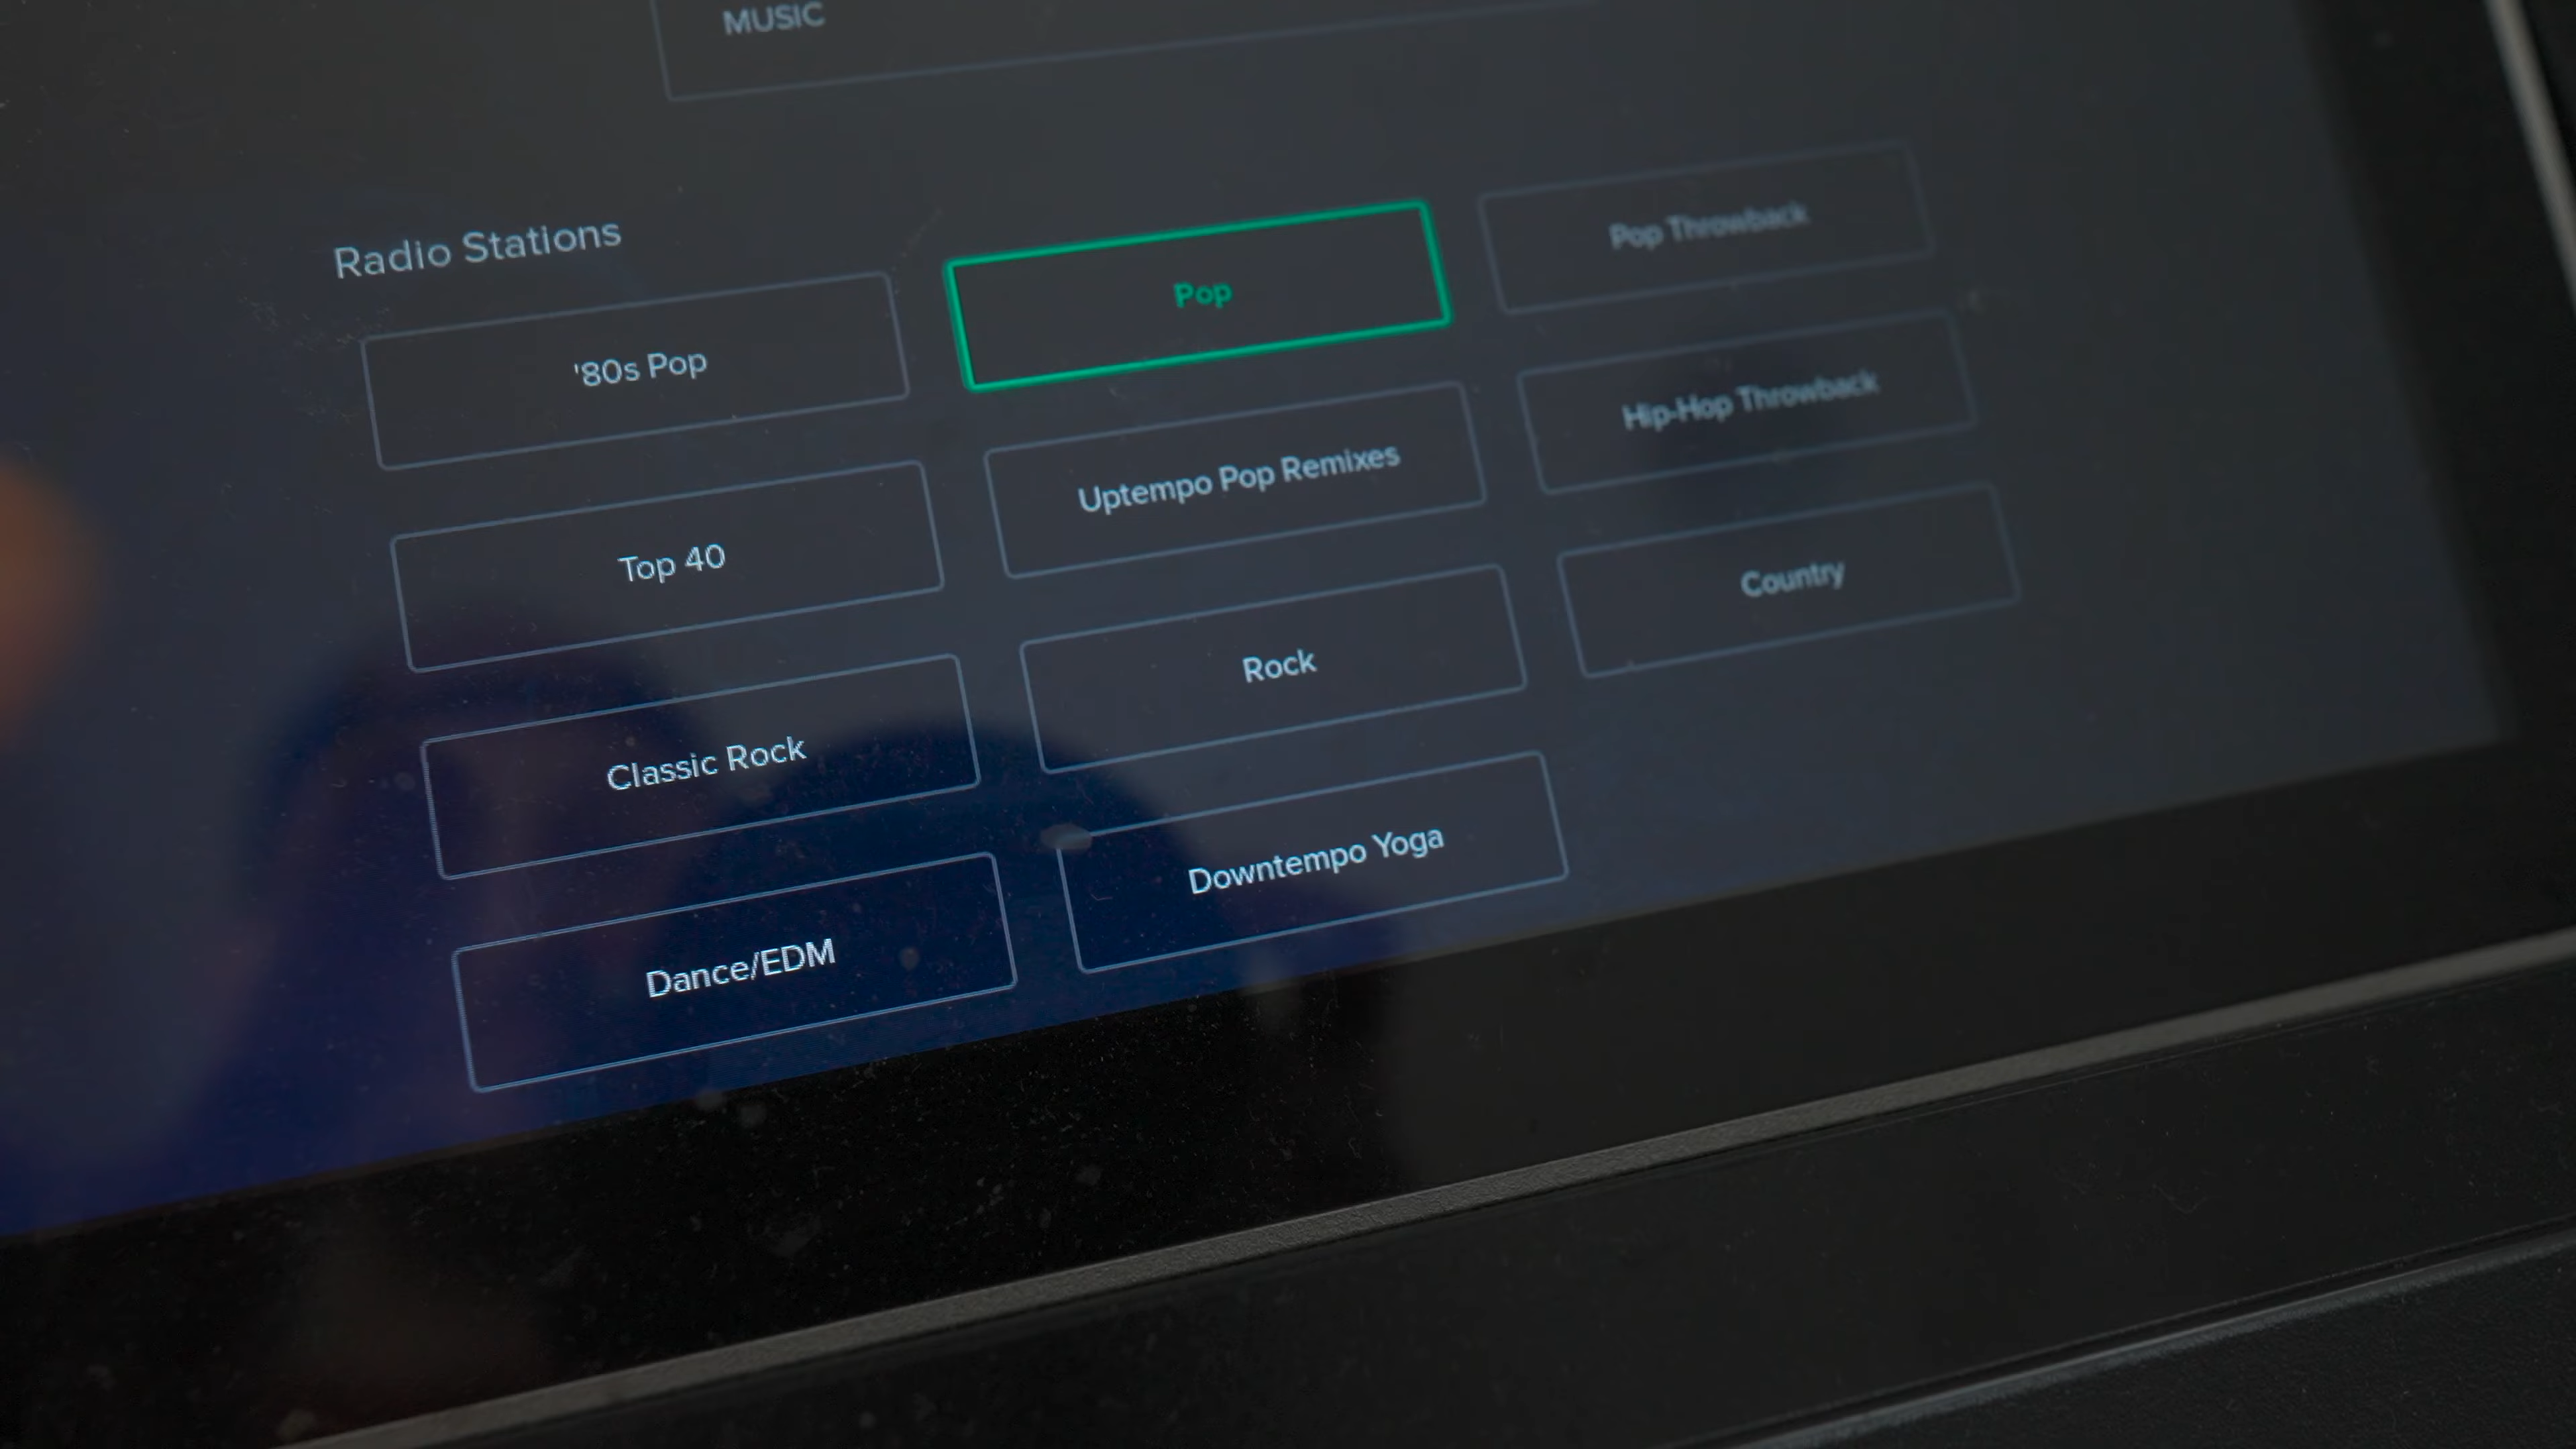 MUSIC
Radio Stations
'80s Pop
Pop
Pop Throwback
Top 40
Uptempo Pop Remixes
Hip-Hop Throwback
Classic Rock
Rock
Country
Dance/EDM
Downtempo Yoga